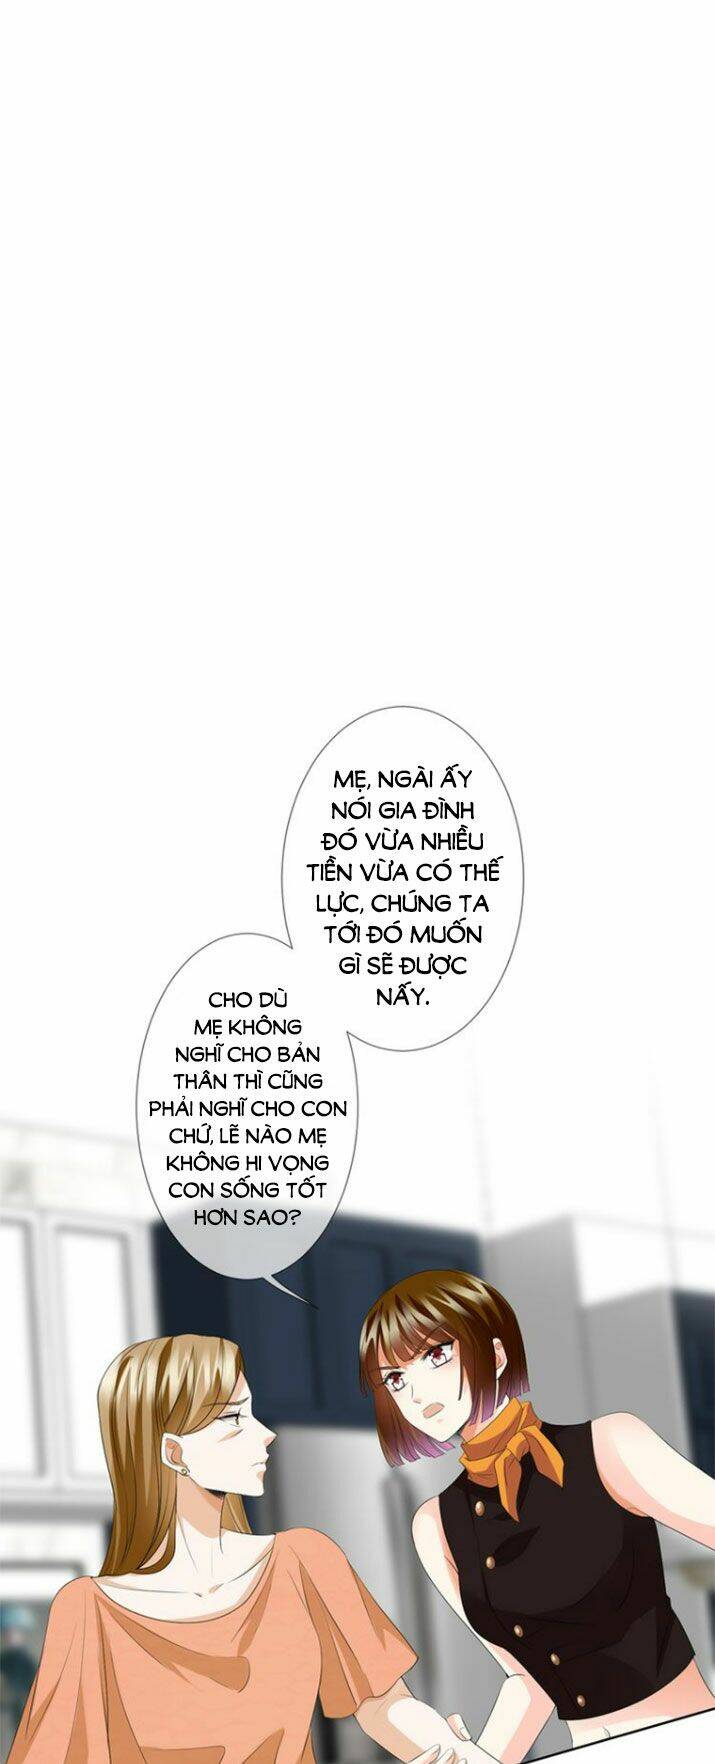 MẸ, NGÀI ẤY
NÓI GIA ĐÌNH
ĐÓ VỪA NHIỀU
TIỀN VỪA CÓ THẾ
LỰC, CHÚNG TA
TỚI ĐÓ MUỐN
GÌ SẼ ĐƯỢC
NẤY.
CHO DÙ
MẸ KHÔNG
NGHĨ CHO BẢN
THÂN THÌ CŨNG
PHẢI NGHĨ CHO CON
CHỨ, LẼ NÀO MẸ
KHÔNG HI VỌNG
CON SỐNG TỐT
HƠN SAO?